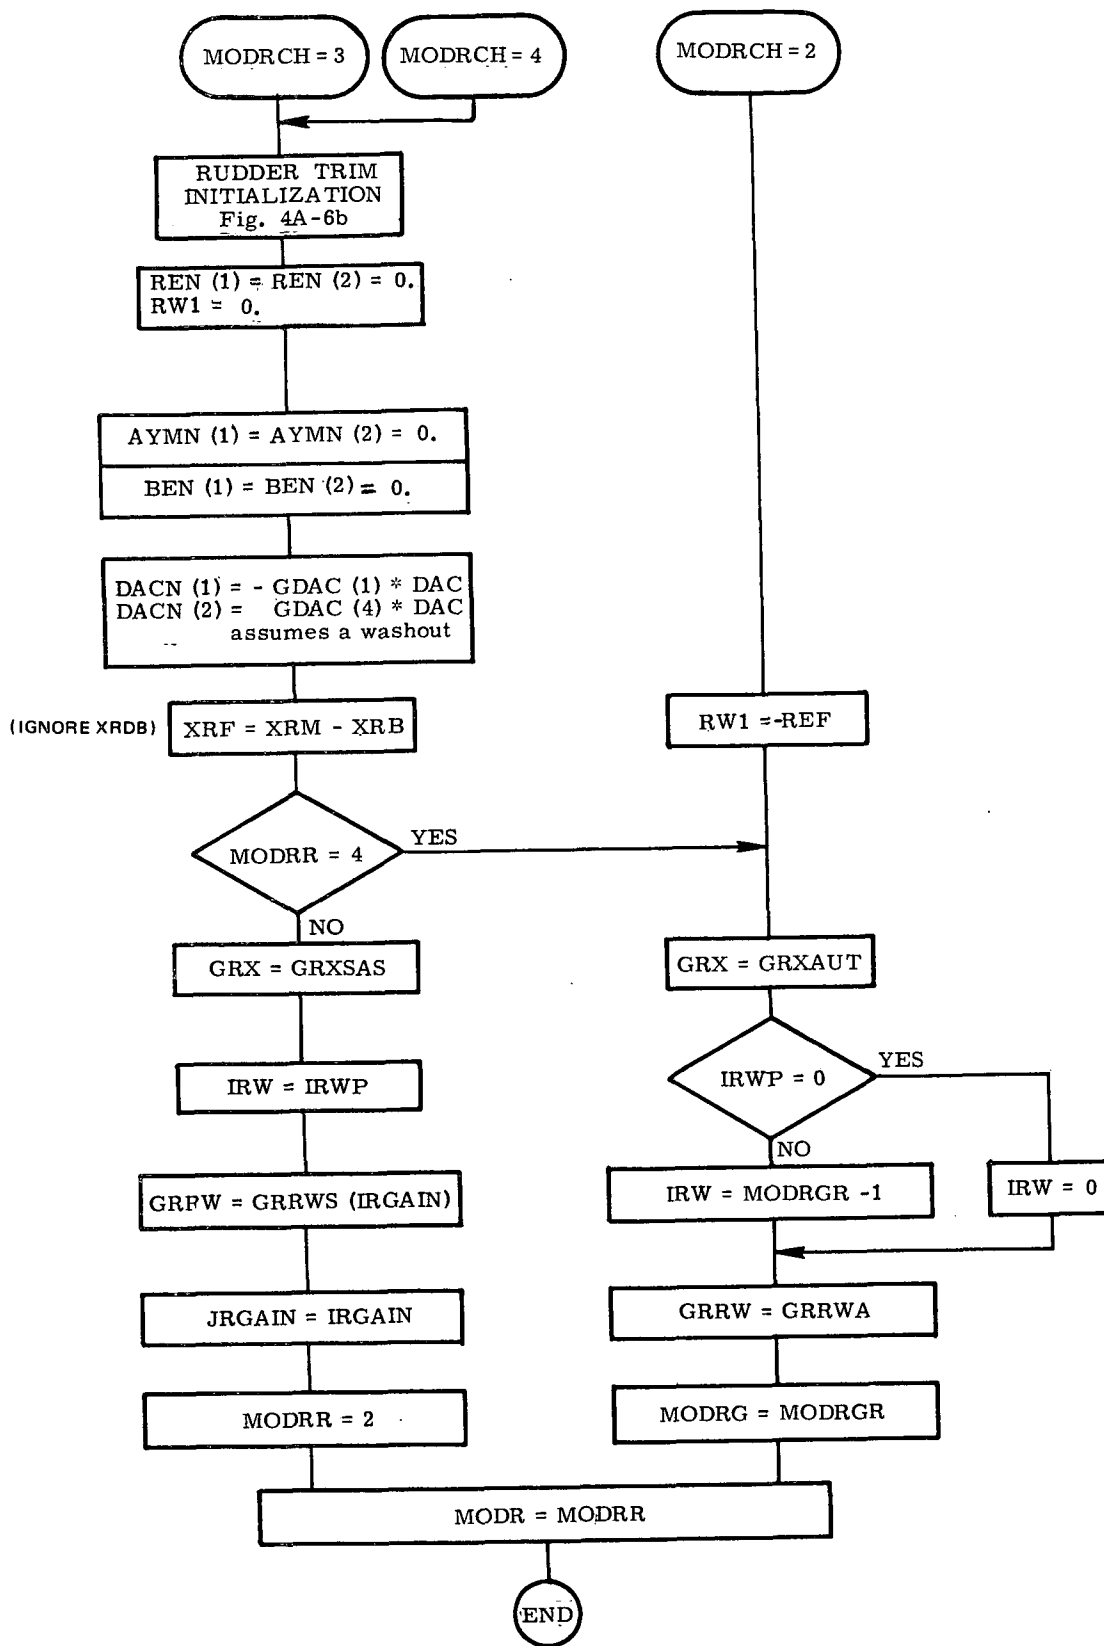 MODRCH = 3
MODRCH = 4
MODRCH = 2
RUDDER TRIM
INITIALIZATION
Fig. 4A-6b
REN (1) = REN (2) = 0.
RW1 = 0.
AYMN (1) = AYMN (2) = 0.
BEN (1) = BEN (2) = 0.
DACN (1) = - GDAC (1) * DAC
DACN (2) = GDAC (4) * DAC
assumes a washout
(IGNORE XRDB)
XRF = XRM - XRB
RW1 =-REF
MODRR = 4
YES
NO
GRX = GRXSAS
GRX = GRXAUT
IRW = IRWP
IRWP = 0
YES
NO
GRPW = GRRWS (IRGAIN)
IRW = MODRGR -1
IRW = 0
JRGAIN = IRGAIN
GRRW = GRRWA
MODRR = 2
MODRG = MODRGR
MODR = MODRR
END